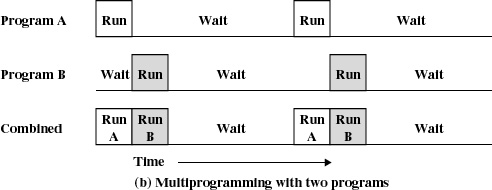 Program A Run Wait Run Wait
Program B Wait Run Wait Run Wait
Combined Run A Run B Wait Run A Run B Wait
Time
(b) Multiprogramming with two programs